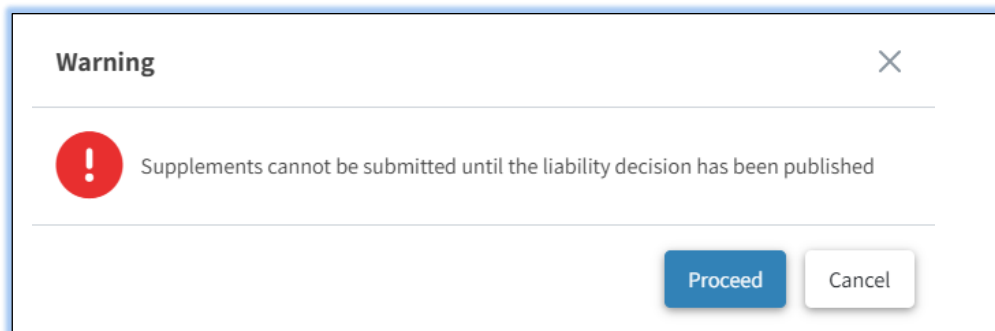 Warning
Supplements cannot be submitted until the liability decision has been published
Proceed
Cancel